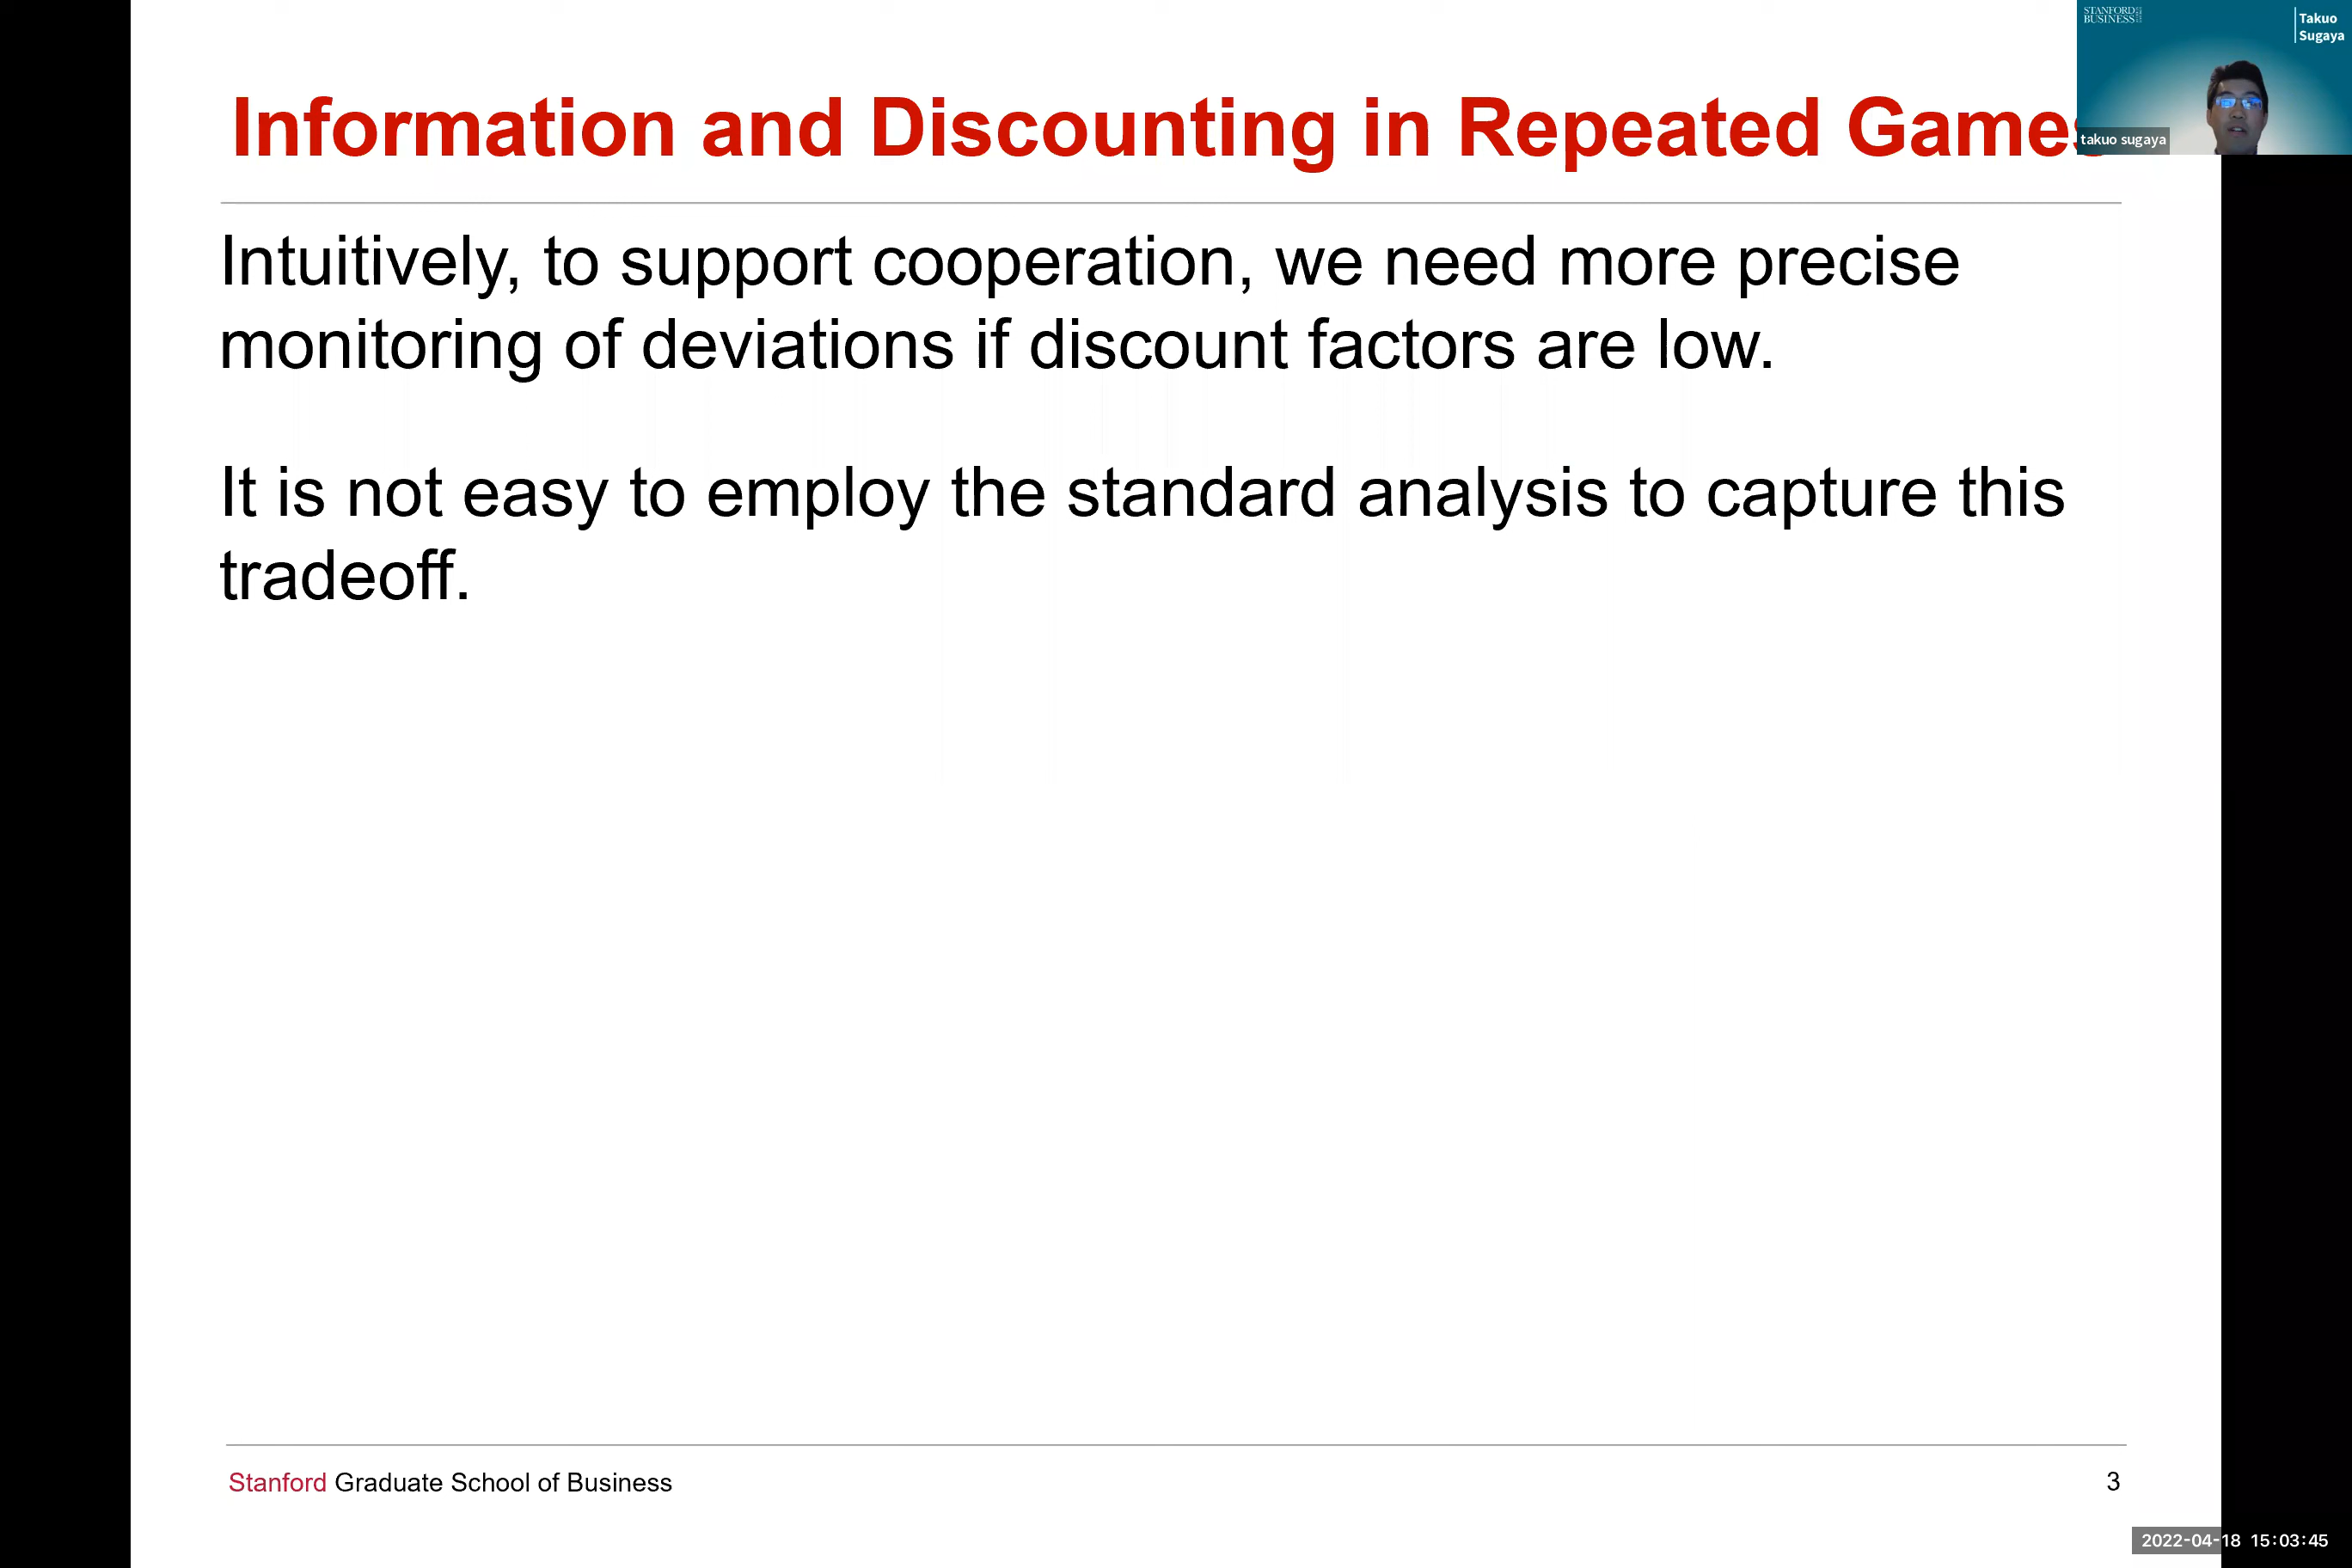 STANFORD
BUSINESS
Takuo
Sugaya
takuo sugaya
Information and Discounting in Repeated Games
Intuitively, to support cooperation, we need more precise
monitoring of deviations if discount factors are low.
It is not easy to employ the standard analysis to capture this
tradeoff.
Stanford Graduate School of Business
3
2022-04-18 15:03:45